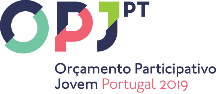 OPJ PT
Orçamento Participativo
Jovem Portugal 2019